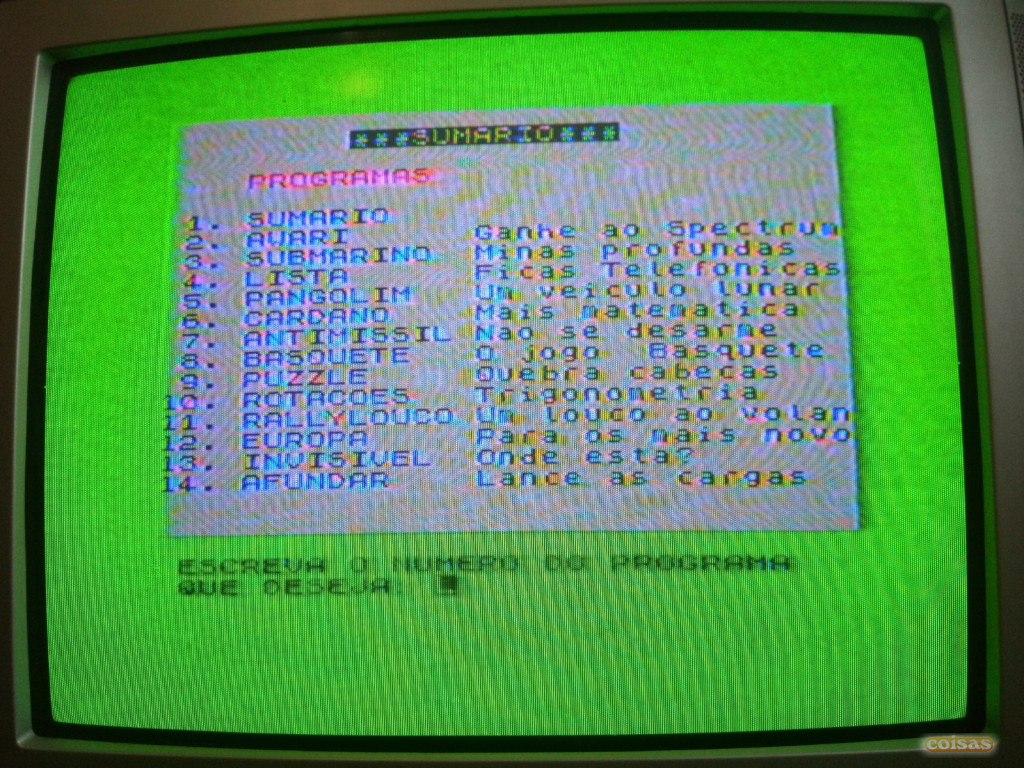 ***SUMARIO***
PROGRAMAS
1. SUMARIO
2. AWARI Ganhe ao Spectrum
3. SUBMARINO Minas profundas
4. LISTA Ficas Telefonicas
5. PANGOLIM Um veiculo lunar
6. CARDANO Mais matematica
7. ANTIMISSIL Nao se desarme
8. BASQUETE O jogo Basquete
9. PUZZLE Quebra cabecas
10. ROTACOES Trigonometria
11. RALLYLOUCO Um louco ao volan
12. EUROPA Para os mais novo
13. INVISIVEL Onde esta?
14. AFUNDAR Lance as cargas
ESCREVA O NUMERO DO PROGRAMA
QUE DESEJA:
coisas